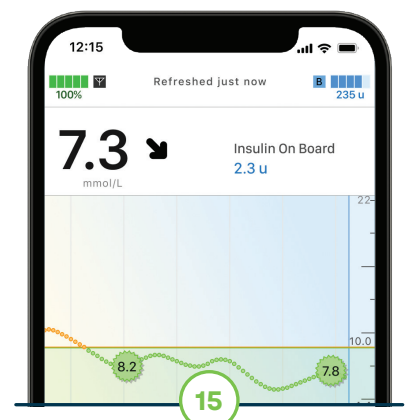 12:15
Refreshed just now
B
100%
235 u
7.3
mmol/L
Insulin On Board
2.3 u
22
10.0
8.2
7.8
15